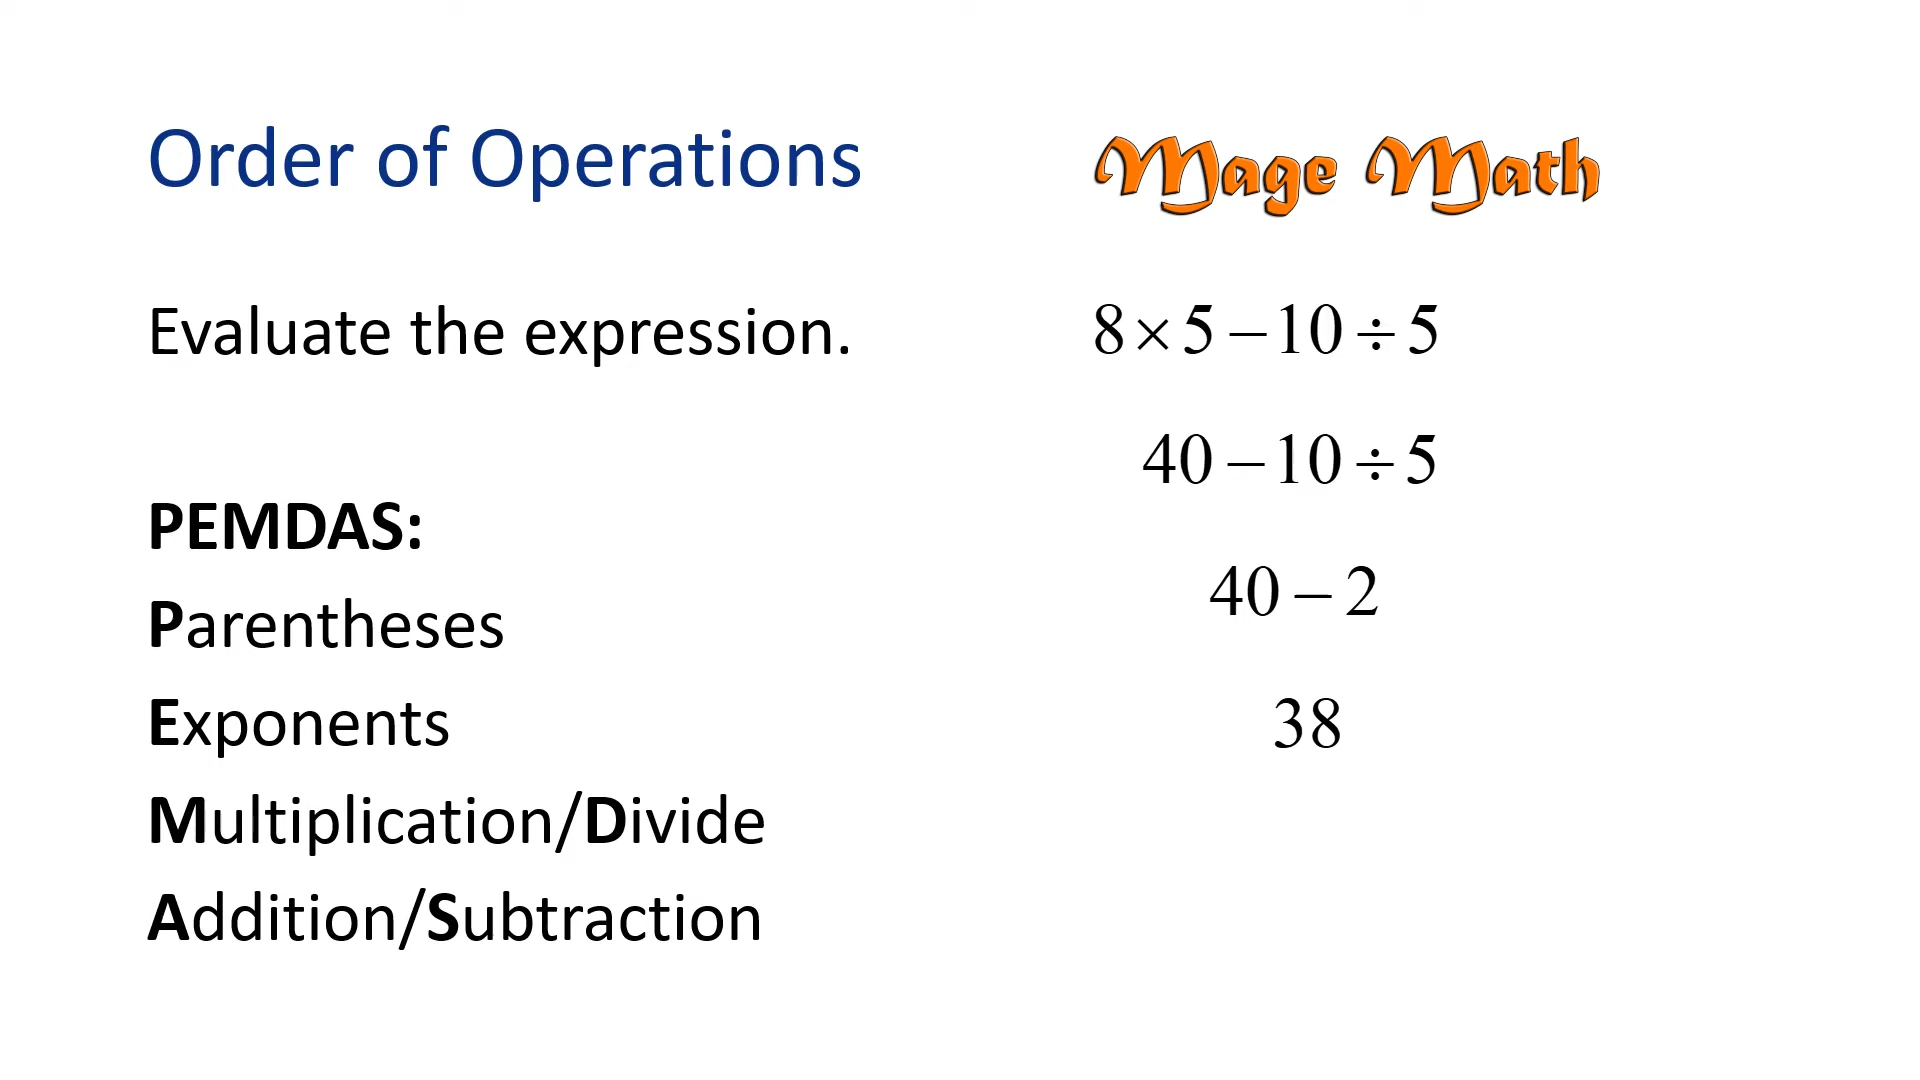 Order of Operations
Mage Math
Evaluate the expression.
8×5−10÷5
40−10÷5
40−2
38
PEMDAS:
Parentheses
Exponents
Multiplication/Divide
Addition/Subtraction